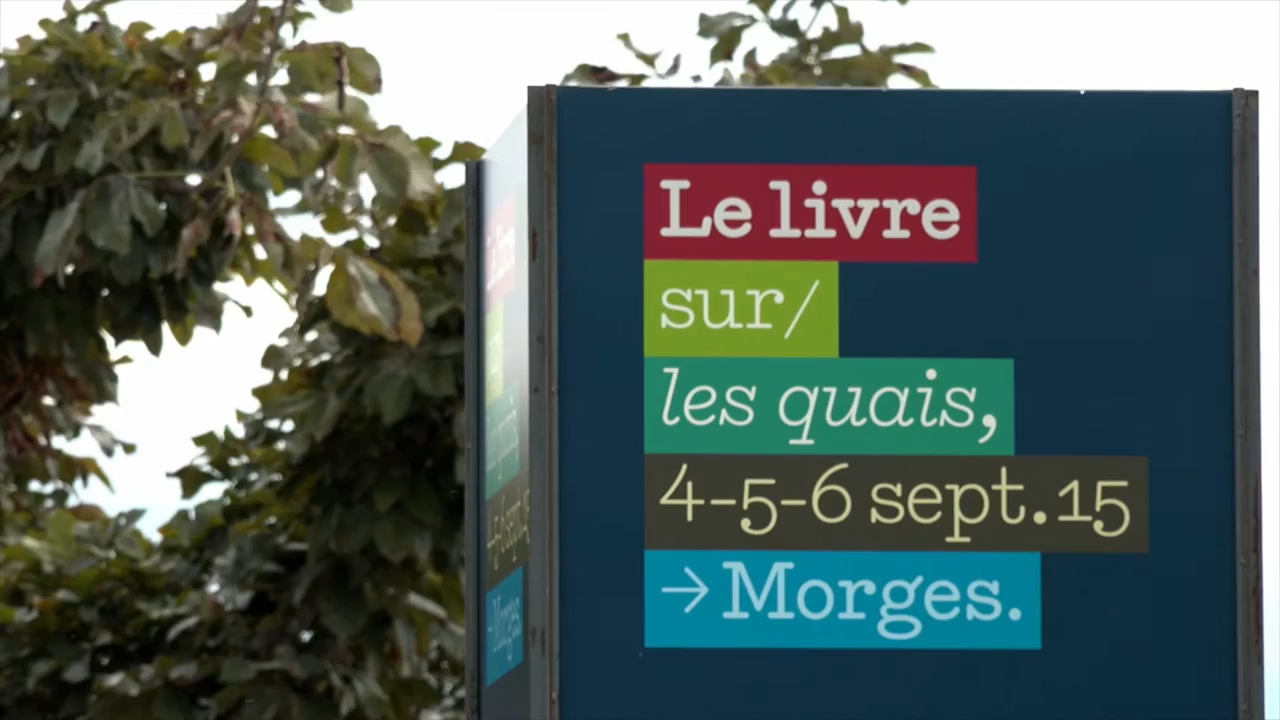 Le livre
sur/
les quais,
4-5-6 sept.15
→ Morges.